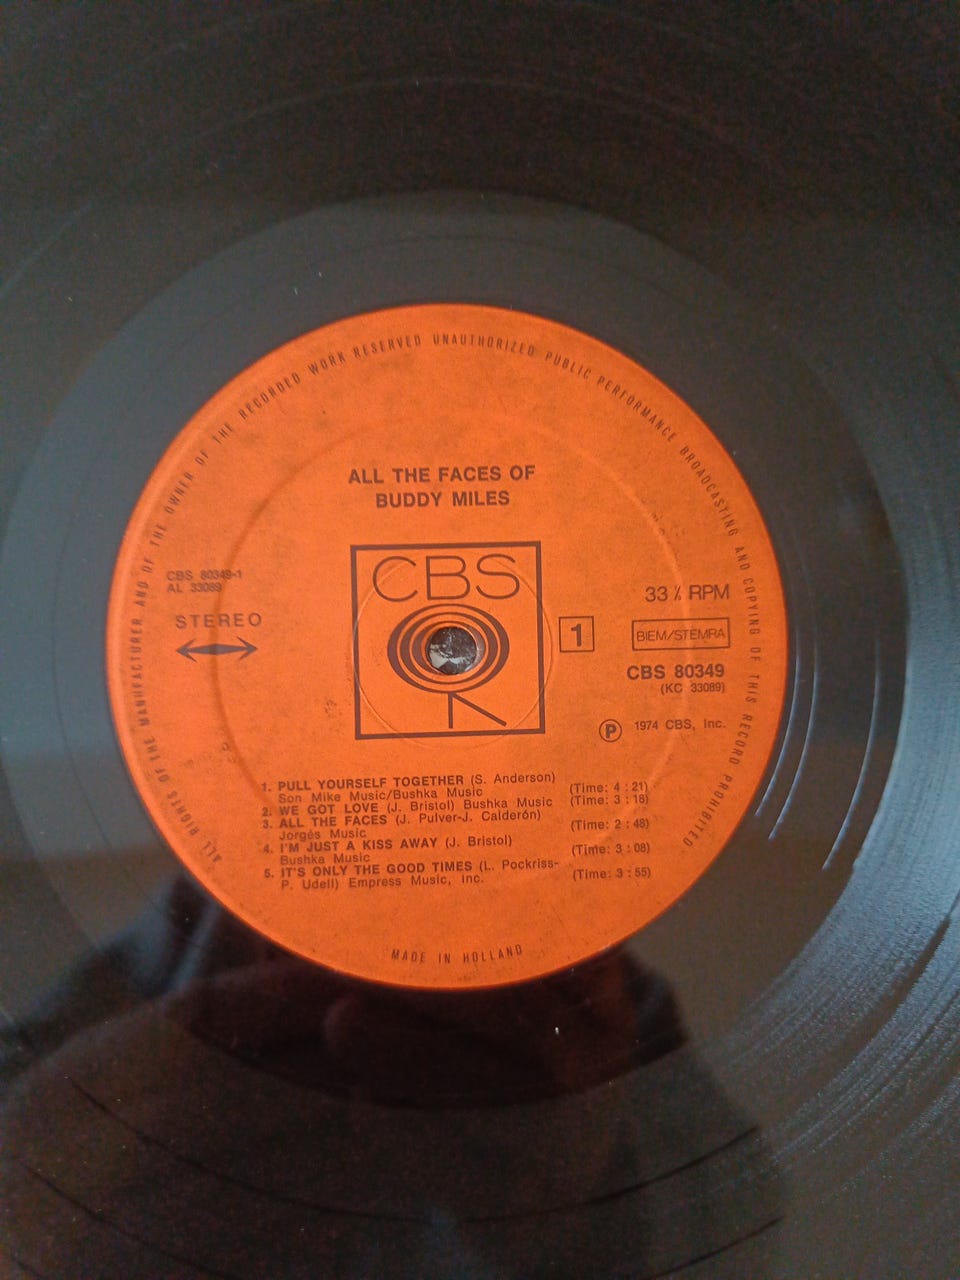 ALL RIGHTS OF THE MANUFACTURER AND OF THE OWNER OF THE RECORDED WORK RESERVED UNAUTHORIZED PUBLIC PERFORMANCE BROADCASTING AND COPYING OF THIS RECORD PROHIBITED
ALL THE FACES OF
BUDDY MILES
CBS
CBS 80349-1
AL 33089
STEREO
1
33 ⅓ RPM
BIEM/STEMRA
CBS 80349
(KC 33089)
Ⓟ 1974 CBS, Inc.
1. PULL YOURSELF TOGETHER (S. Anderson)
Son Mike Music/Bushka Music (Time: 4 : 21)
2. WE GOT LOVE (J. Bristol) Bushka Music (Time: 3 : 18)
3. ALL THE FACES (J. Pulver-J. Calderón)
Jorgés Music (Time: 2 : 48)
4. I'M JUST A KISS AWAY (J. Bristol)
Bushka Music (Time: 3 : 08)
5. IT'S ONLY THE GOOD TIMES (L. Pockriss-
P. Udell) Empress Music, Inc. (Time: 3 : 55)
MADE IN HOLLAND